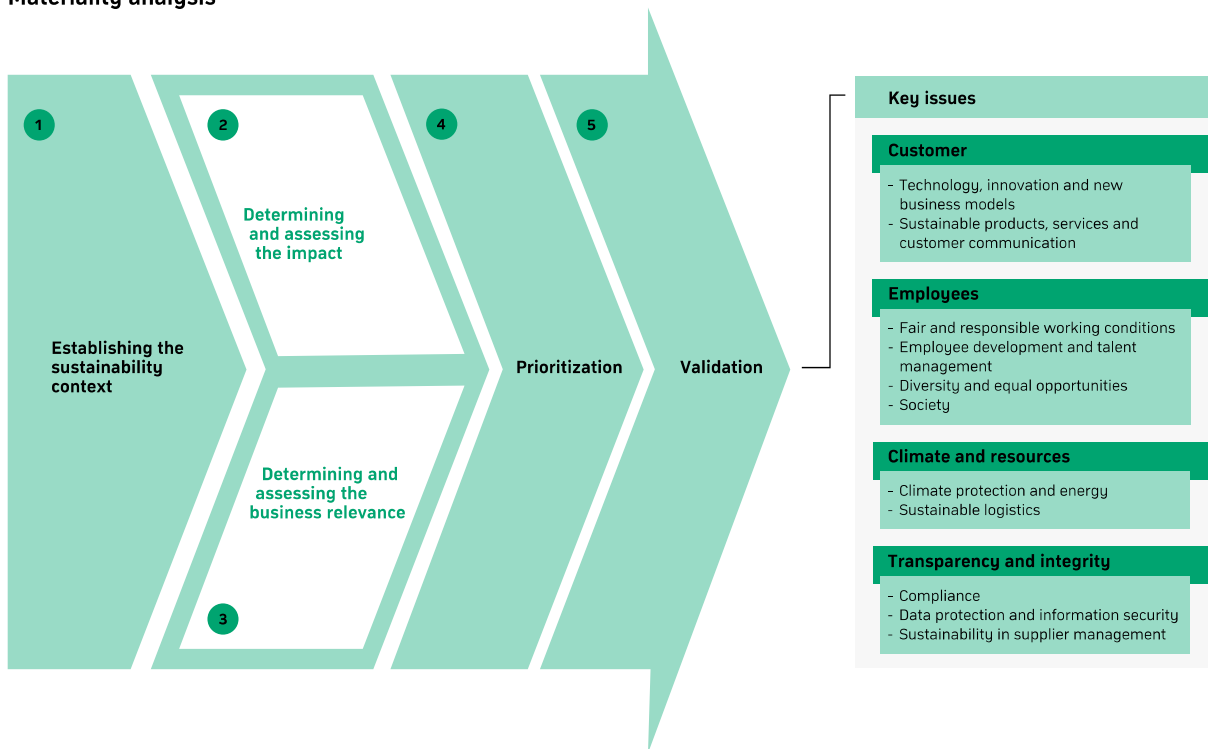 Materiality analysis
1
Establishing the
sustainability
context
2
Determining
and assessing
the impact
Determining and
assessing the
business relevance
3
4
Prioritization
5
Validation
Key issues
Customer
- Technology, innovation and new
business models
- Sustainable products, services and
customer communication
Employees
- Fair and responsible working conditions
- Employee development and talent
management
- Diversity and equal opportunities
- Society
Climate and resources
- Climate protection and energy
- Sustainable logistics
Transparency and integrity
- Compliance
- Data protection and information security
- Sustainability in supplier management